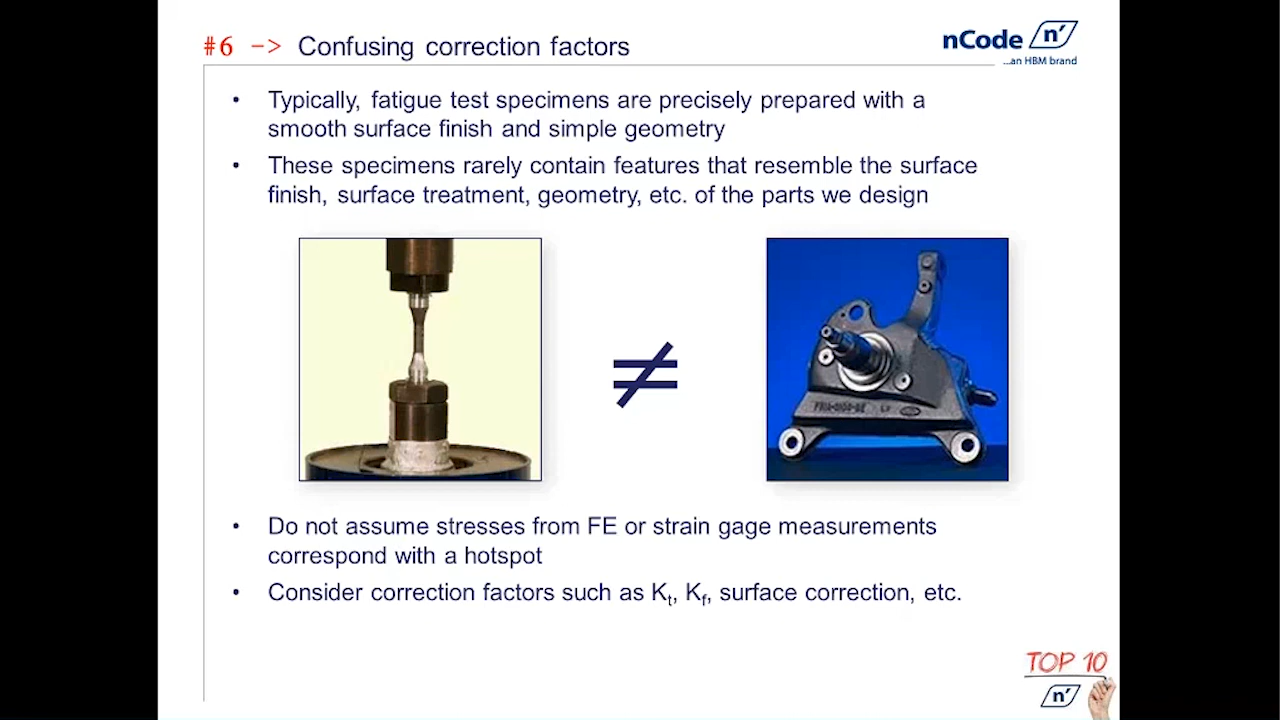 #6 -> Confusing correction factors
nCode n'
...an HBM brand
• Typically, fatigue test specimens are precisely prepared with a
smooth surface finish and simple geometry
• These specimens rarely contain features that resemble the surface
finish, surface treatment, geometry, etc. of the parts we design
≠
• Do not assume stresses from FE or strain gage measurements
correspond with a hotspot
• Consider correction factors such as Kt, Kf, surface correction, etc.
TOP 10
n'